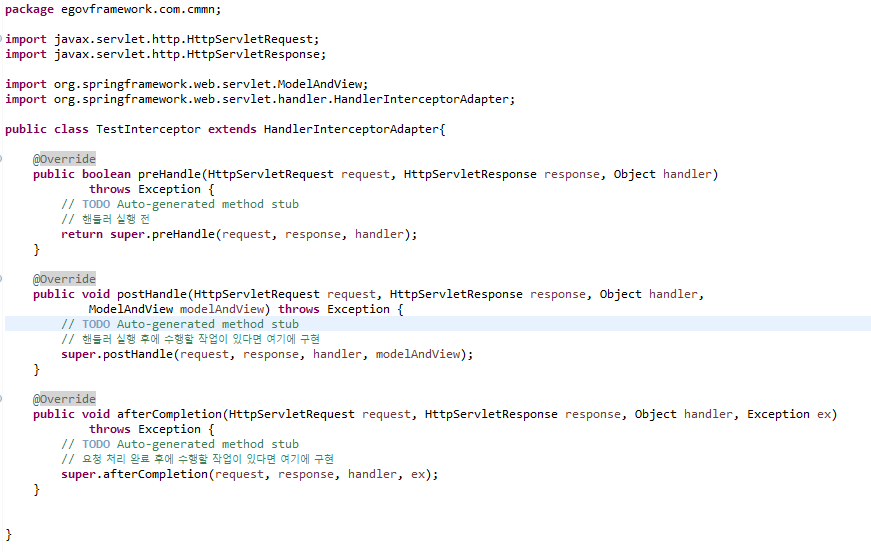 package egovframework.com.cmmn;
import javax.servlet.http.HttpServletRequest;
import javax.servlet.http.HttpServletResponse;
import org.springframework.web.servlet.ModelAndView;
import org.springframework.web.servlet.handler.HandlerInterceptorAdapter;
public class TestInterceptor extends HandlerInterceptorAdapter{
@Override
public boolean preHandle(HttpServletRequest request, HttpServletResponse response, Object handler)
throws Exception {
// TODO Auto-generated method stub
// 핸들러 실행 전
return super.preHandle(request, response, handler);
}
@Override
public void postHandle(HttpServletRequest request, HttpServletResponse response, Object handler,
ModelAndView modelAndView) throws Exception {
// TODO Auto-generated method stub
// 핸들러 실행 후에 수행할 작업이 있다면 여기에 구현
super.postHandle(request, response, handler, modelAndView);
}
@Override
public void afterCompletion(HttpServletRequest request, HttpServletResponse response, Object handler, Exception ex)
throws Exception {
// TODO Auto-generated method stub
// 요청 처리 완료 후에 수행할 작업이 있다면 여기에 구현
super.afterCompletion(request, response, handler, ex);
}
}